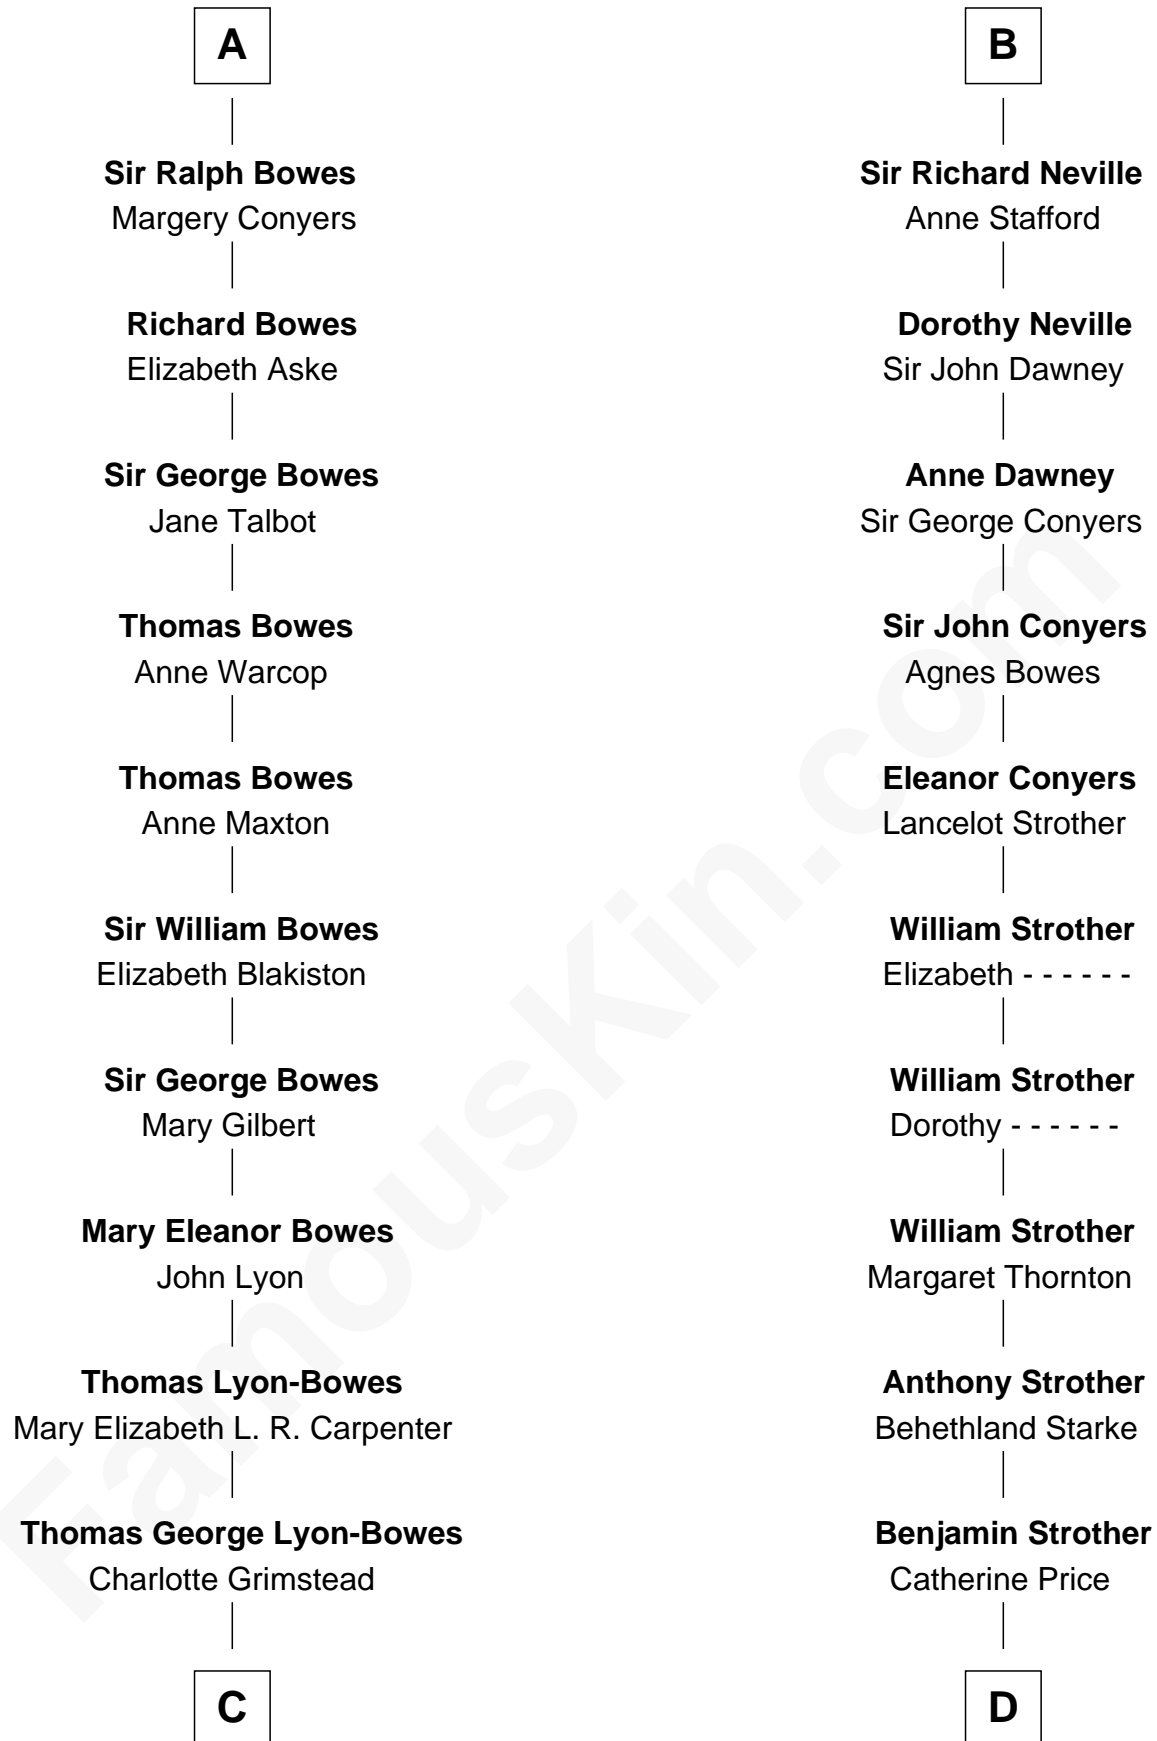 A
Sir Ralph Bowes
Margery Conyers
Richard Bowes
Elizabeth Aske
Sir George Bowes
Jane Talbot
Thomas Bowes
Anne Warcop
Thomas Bowes
Anne Maxton
Sir William Bowes
Elizabeth Blakiston
Sir George Bowes
Mary Gilbert
Mary Eleanor Bowes
John Lyon
Thomas Lyon-Bowes
Mary Elizabeth L. R. Carpenter
Thomas George Lyon-Bowes
Charlotte Grimstead
C
B
Sir Richard Neville
Anne Stafford
Dorothy Neville
Sir John Dawney
Anne Dawney
Sir George Conyers
Sir John Conyers
Agnes Bowes
Eleanor Conyers
Lancelot Strother
William Strother
Elizabeth - - - - - -
William Strother
Dorothy - - - - - -
William Strother
Margaret Thornton
Anthony Strother
Behethland Starke
Benjamin Strother
Catherine Price
D
FamousKin.com